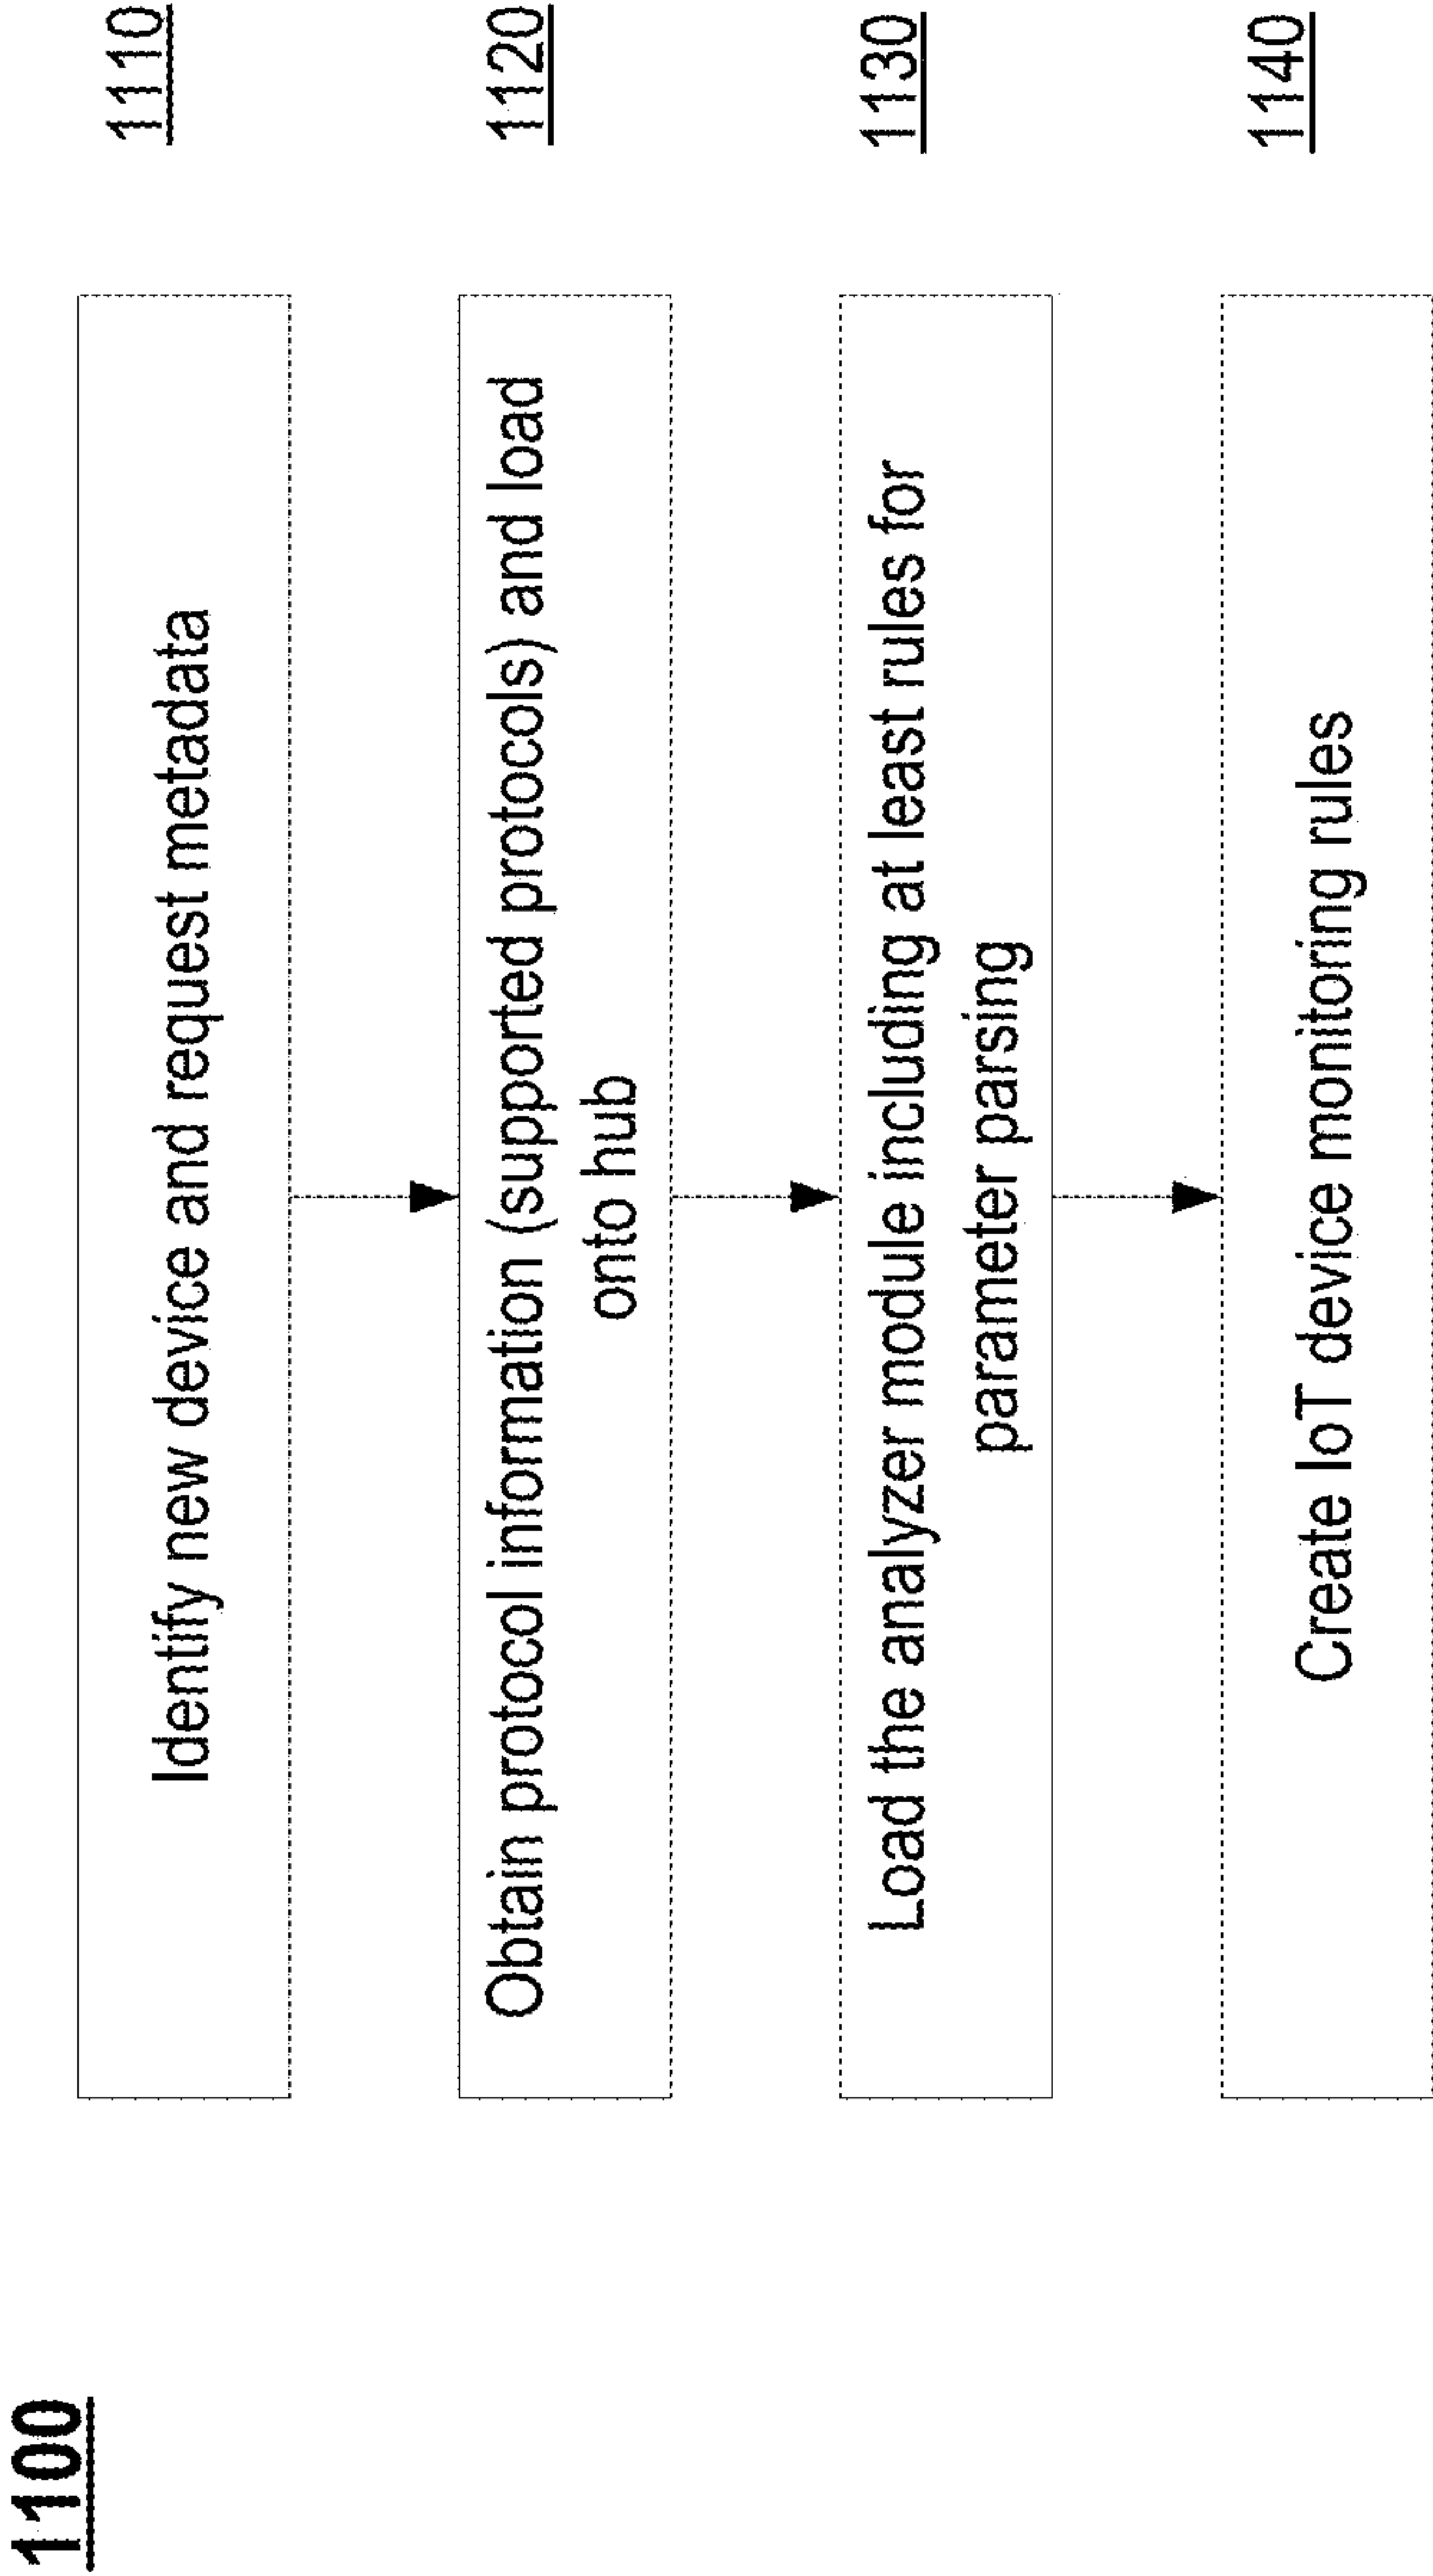 1100
Identify new device and request metadata
1110
Obtain protocol information (supported protocols) and load
onto hub
1120
Load the analyzer module including at least rules for
parameter parsing
1130
Create IoT device monitoring rules
1140